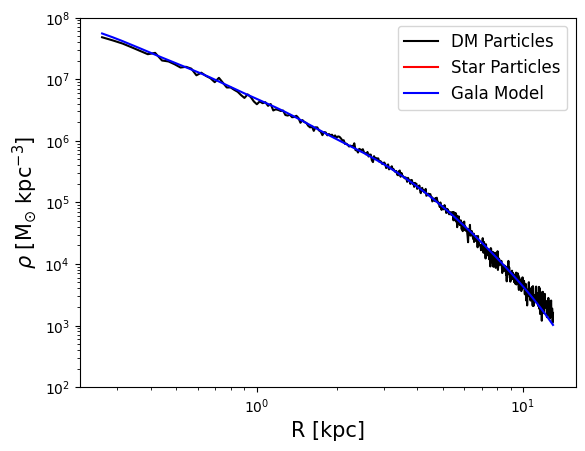 10^8
10^7
10^6
10^5
10^4
10^3
10^2
ρ [M_⊙ kpc^{-3}]
DM Particles
Star Particles
Gala Model
10^0 10^1
R [kpc]